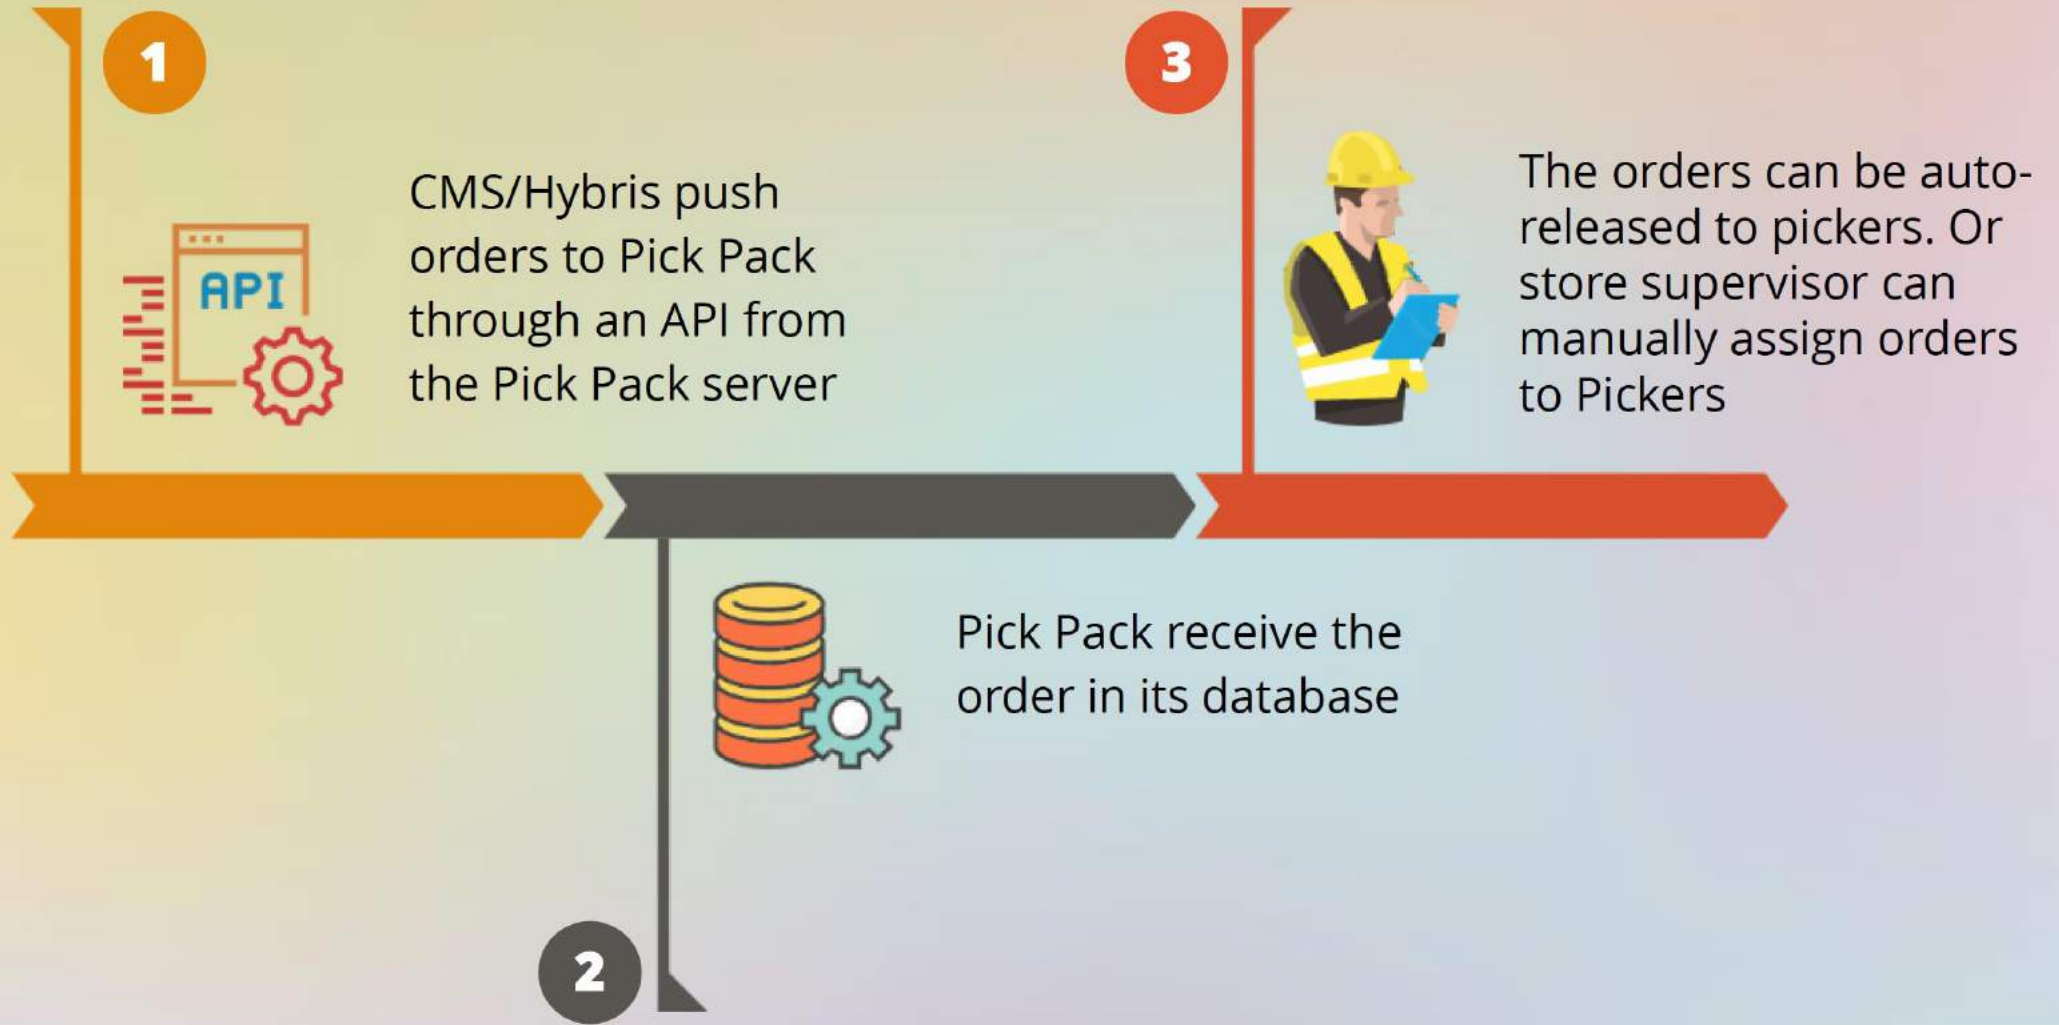 1
API
CMS/Hybris push
orders to Pick Pack
through an API from
the Pick Pack server
2
Pick Pack receive the
order in its database
3
The orders can be auto-
released to pickers. Or
store supervisor can
manually assign orders
to Pickers